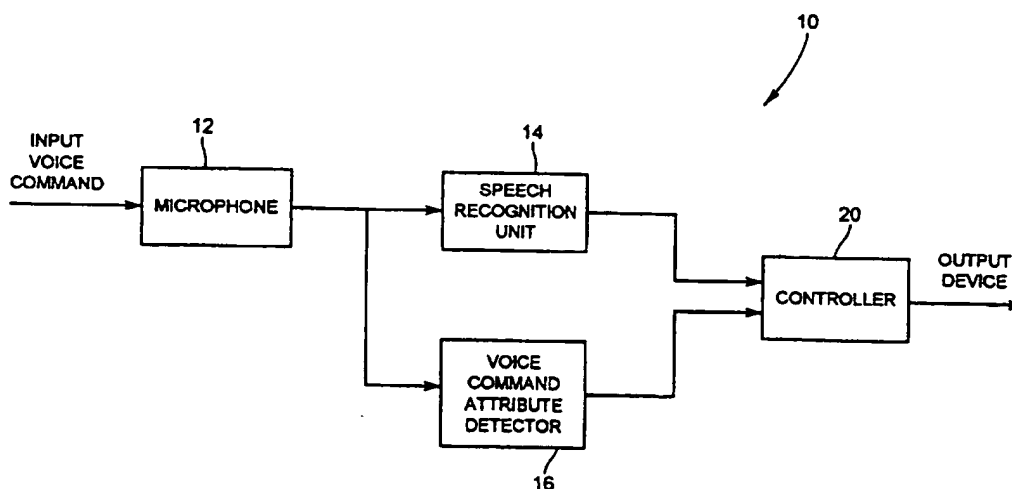 10
12
14
INPUT
VOICE
COMMAND
MICROPHONE
SPEECH
RECOGNITION
UNIT
20
OUTPUT
DEVICE
CONTROLLER
VOICE
COMMAND
ATTRIBUTE
DETECTOR
16